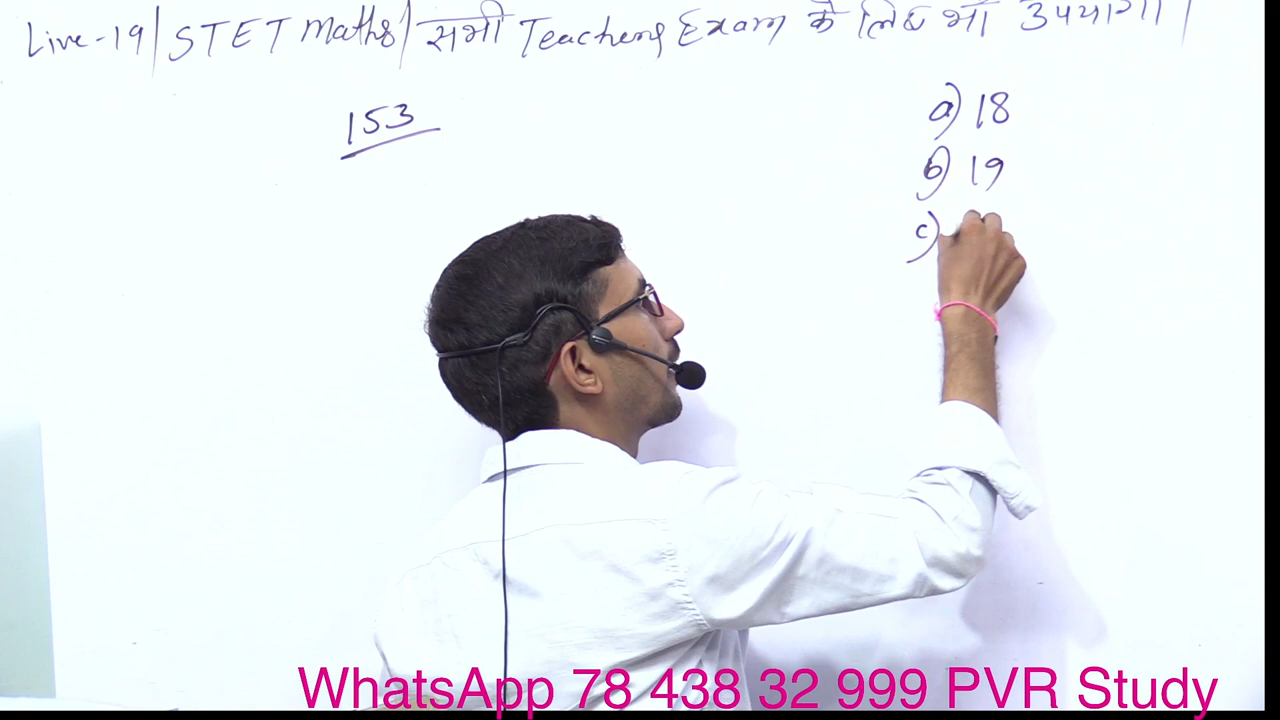 Live-19/ STET Maths/ सभी Teaching Exam के लिए भी उपयोगी।
153
a) 18
b) 19
c)
WhatsApp 78 438 32 999 PVR Study